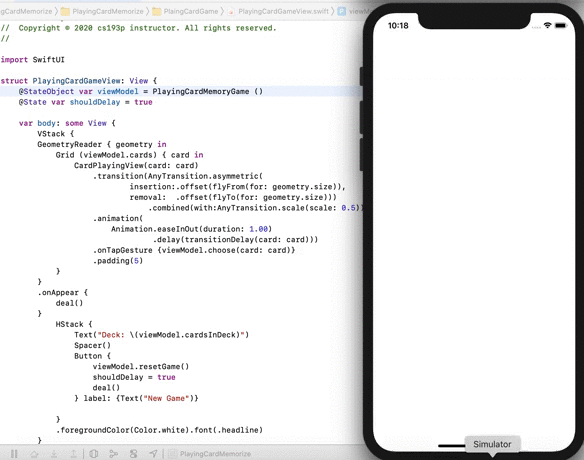 gCardMemorize PlayingCardMemorize PlaingCardGame PlayingCardGameView.swift viewM
// Copyright © 2020 cs193p instructor. All rights reserved.
//
import SwiftUI
struct PlayingCardGameView: View {
@StateObject var viewModel = PlayingCardMemoryGame ()
@State var shouldDelay = true
var body: some View {
VStack {
GeometryReader { geometry in
Grid (viewModel.cards) { card in
CardPlayingView(card: card)
.transition(AnyTransition.asymmetric(
insertion:.offset(flyFrom(for: geometry.size)),
removal: .offset(flyTo(for: geometry.size)))
.combined(with:AnyTransition.scale(scale: 0.5))
.animation(
Animation.easeInOut(duration: 1.00)
.delay(transitionDelay(card: card)))
.onTapGesture {viewModel.choose(card: card)}
.padding(5)
}
}
.onAppear {
deal()
}
HStack {
Text("Deck: \(viewModel.cardsInDeck)")
Spacer()
Button {
viewModel.resetGame()
shouldDelay = true
deal()
} label: {Text("New Game")}
}
.foregroundColor(Color.white).font(.headline)
}
PlayingCardMemorize
10:18
Simulator